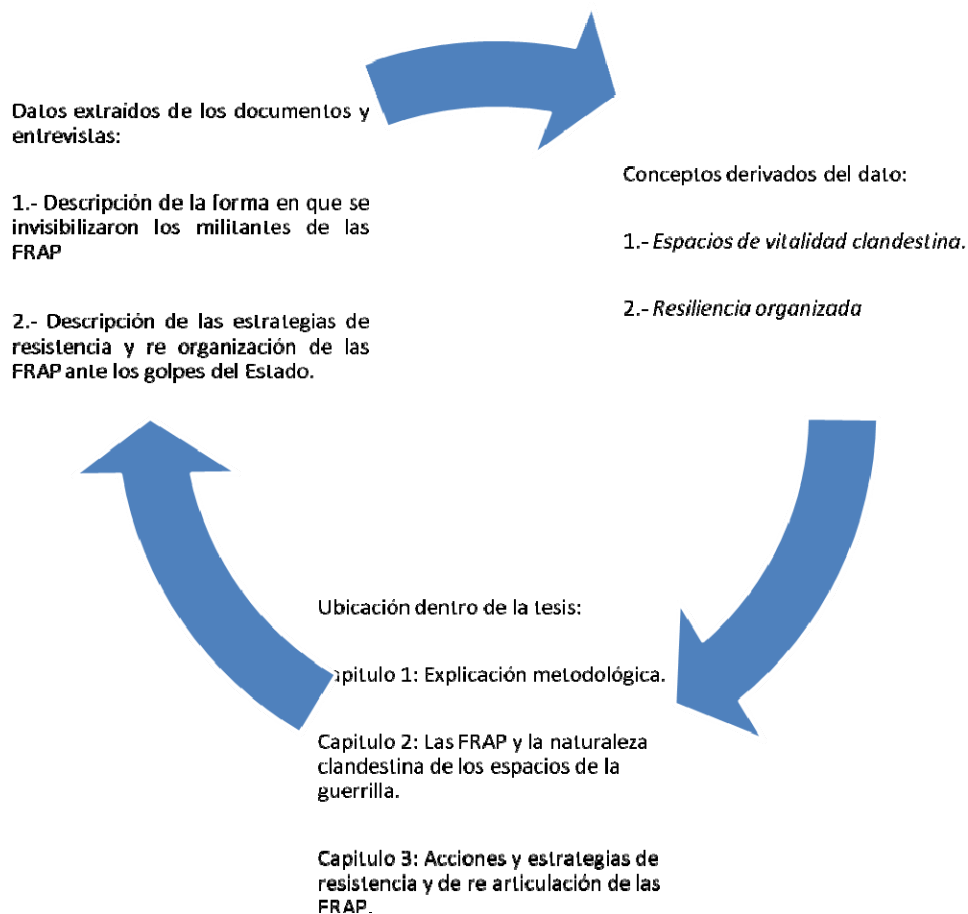 Datos extraídos de los documentos y
entrevistas:
1.- Descripción de la forma en que se
invisibilizaron los militantes de las
FRAP
2.- Descripción de las estrategias de
resistencia y re organización de las
FRAP ante los golpes del Estado.
Conceptos derivados del dato:
1.- Espacios de vitalidad clandestina.
2.- Resiliencia organizada
Ubicación dentro de la tesis:
apitulo 1: Explicación metodológica.
Capitulo 2: Las FRAP y la naturaleza
clandestina de los espacios de la
guerrilla.
Capitulo 3: Acciones y estrategias de
resistencia y de re articulación de las
FRAP.